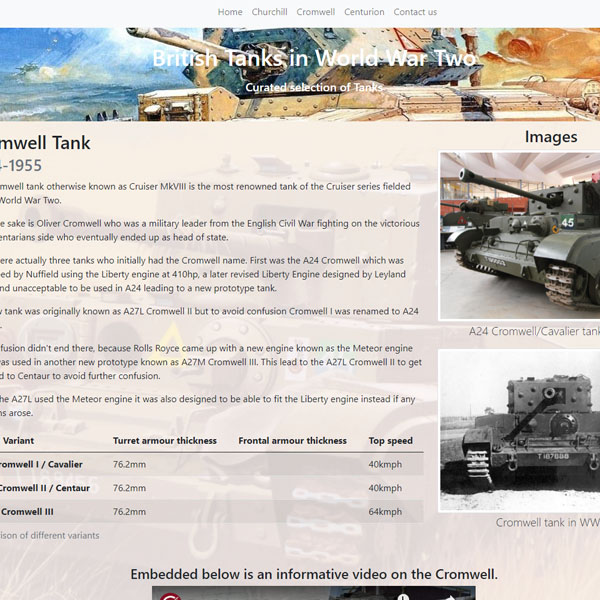 Home Churchill Cromwell Centurion Contact us
British Tanks in World War Two
Curated selection of Tanks
mwell Tank
-1955
mwell tank otherwise known as Cruiser MkVIII is the most renowned tank of the Cruiser series fielded
World War Two.
e sake is Oliver Cromwell who was a military leader from the English Civil War fighting on the victorious
entarians side who eventually ended up as head of state.
ere actually three tanks who initially had the Cromwell name. First was the A24 Cromwell which was
ed by Nuffield using the Liberty engine at 410hp, a later revised Liberty Engine designed by Leyland
nd unacceptable to be used in A24 leading to a new prototype tank.
tank was originally known as A27L Cromwell II but to avoid confusion Cromwell I was renamed to A24
fusion didn't end there, because Rolls Royce came up with a new engine known as the Meteor engine
was used in another new prototype known as A27M Cromwell III. This lead to the A27L Cromwell II to get
d to Centaur to avoid further confusion.
he A27L used the Meteor engine it was also designed to be able to fit the Liberty engine instead if any
ns arose.
Variant Turret armour thickness Frontal armour thickness Top speed
romwell I / Cavalier 76.2mm 40kmph
Cromwell II / Centaur 76.2mm 40kmph
Cromwell III 76.2mm 64kmph
ison of different variants
Images
45
A24 Cromwell/Cavalier tank
T187888
Cromwell tank in WW
Embedded below is an informative video on the Cromwell.